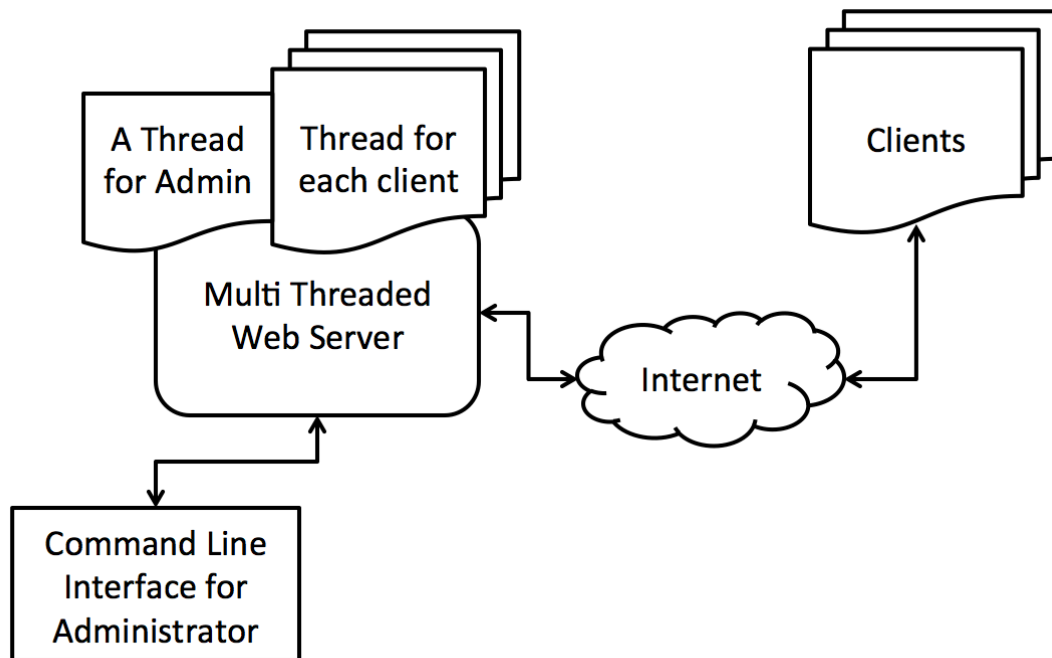 A Thread
for Admin
Thread for
each client
Clients
Multi Threaded
Web Server
Internet
Command Line
Interface for
Administrator